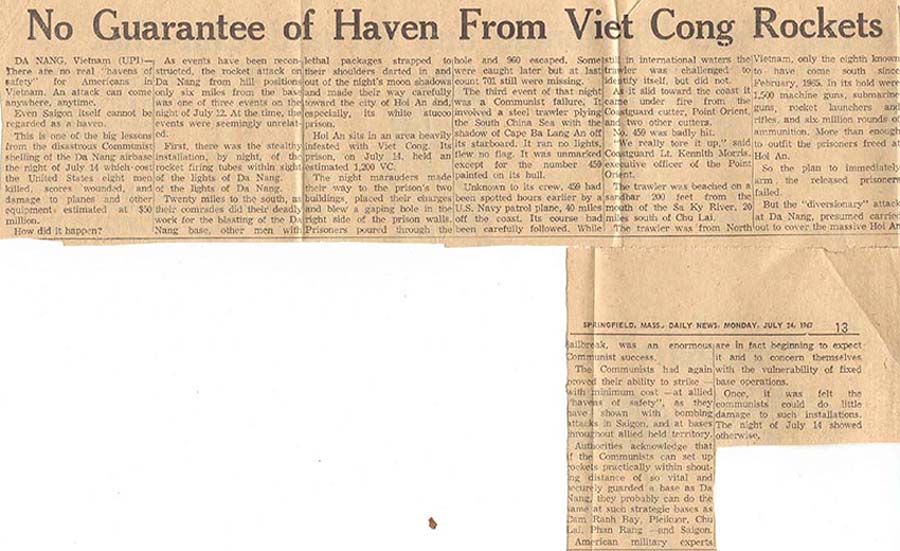 No Guarantee of Haven From Viet Cong Rockets
DA NANG, Vietnam (UPI)—
There are no real "havens of
safety" for Americans in
Vietnam. An attack can come
anywhere, anytime.
Even Saigon itself cannot be
regarded as a haven.
This is one of the big lessons
from the disastrous Communist
shelling of the Da Nang airbase
the night of July 14 which cost
the United States eight men
killed, scores wounded, and
damage to planes and other
equipment estimated at $50
million.
How did it happen?
As events have been recon-
structed, the rocket attack on
Da Nang from hill positions
only six miles from the base
was one of three events on the
night of July 12. At the time, the
events were seemingly unrelat-
ed.
First, there was the stealthy
installation, by night, of the
rocket firing tubes within sight
of the lights of Da Nang.
of the lights of Da Nang.
Twenty miles to the south, as
their comrades did their deadly
work for the blasting of the Da
Nang base, other men with
lethal packages strapped to
their shoulders darted in and
out of the night's moon shadows
and made their way carefully
toward the city of Hoi An and,
especially, its white stucco
prison.
Hoi An sits in an area heavily
infested with Viet Cong. Its
prison, on July 14, held an
estimated 1,200 VC.
The night marauders made
their way to the prison's two
buildings, placed their charges
and blew a gaping hole in the
right side of the prison walls.
Prisoners poured through the
hole and 960 escaped. Some
were caught later but at last
count 701 still were missing.
The third event of that night
was a Communist failure. It
involved a steel trawler plying
the South China Sea with the
shadow of Cape Ba Lang An off
its starboard. It ran no lights,
flew no flag. It was unmarked
except for the number 459
painted on its hull.
Unknown to its crew, 459 had
been spotted hours earlier by a
U.S. Navy patrol plane, 40 miles
off the coast. Its course had
been carefully followed. While
still in international waters the
trawler was challenged to
identify itself, but did not.
As it slid toward the coast it
came under fire from the
Coastguard cutter, Point Orient,
and two other cutters.
No. 459 was badly hit.
"We really tore it up," said
Coastguard Lt. Kennith Morris.
executive officer of the Point
Orient.
The trawler was beached on a
sandbar 200 feet from the
mouth of the Sa Ky River, 20
miles south of Chu Lai.
The trawler was from North
Vietnam, only the eighth known
to have come south since
February, 1965. In its hold were
1,500 machine guns, submarine
guns, rocket launchers and
rifles, and six million rounds of
ammunition. More than enough
to outfit the prisoners freed at
Hoi An.
So the plan to immediately
arm the released prisoners
failed.
But the "diversionary" attack
at Da Nang, presumed carried
out to cover the massive Hoi An
SPRINGFIELD, MASS., DAILY NEWS, MONDAY, JULY 24, 1967 13
jailbreak, was an enormous
Communist success.
The Communists had again
proved their ability to strike —
with minimum cost —at allied
"havens of safety", as they
have shown with bombing
attacks in Saigon, and at bases
throughout allied held territory.
Authorities acknowledge that
if the Communists can set up
rockets practically within shout-
ing distance of so vital and
securely guarded a base as Da
Nang, they probably can do the
same at such strategic bases as
Cam Ranh Bay, Pleikuor, Chu
Lai, Phan Rang —and Saigon.
American military experts
are in fact beginning to expect
it and to concern themselves
with the vulnerability of fixed
base operations.
Once, it was felt the
communists could do little
damage to such installations.
The night of July 14 showed
otherwise.